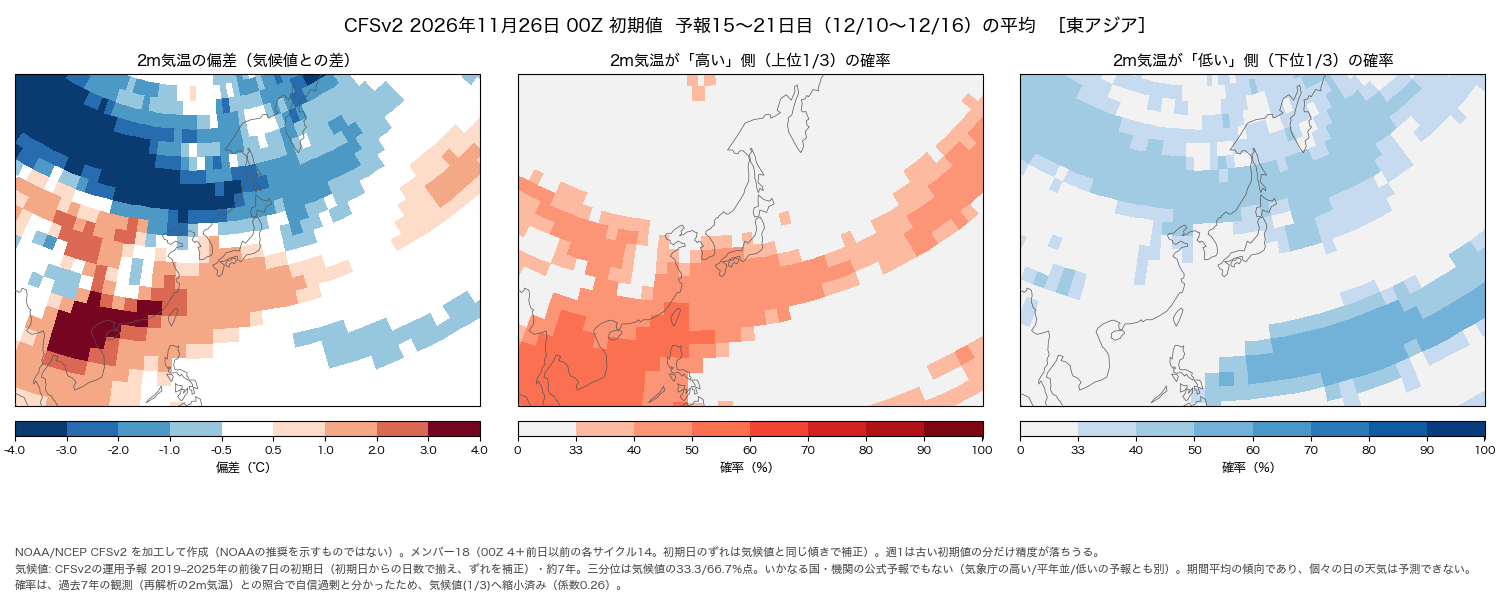 CFSv2 2026年11月26日 00Z 初期値 予報15～21日目（12/10～12/16）の平均 ［東アジア］
2m気温の偏差（気候値との差）
2m気温が「高い」側（上位1/3）の確率
2m気温が「低い」側（下位1/3）の確率
-4.0 -3.0 -2.0 -1.0 -0.5 0.5 1.0 2.0 3.0 4.0
偏差（℃）
0 33 40 50 60 70 80 90 100
確率（%）
0 33 40 50 60 70 80 90 100
確率（%）
NOAA/NCEP CFSv2 を加工して作成（NOAAの推奨を示すものではない）。メンバー18（00Z 4＋前日以前の各サイクル14。初期日のずれは気候値と同じ傾きで補正）。週1は古い初期値の分だけ精度が落ちうる。
気候値: CFSv2の運用予報 2019–2025年の前後7日の初期日（初期日からの日数で揃え、ずれを補正）・約7年。三分位は気候値の33.3/66.7%点。いかなる国・機関の公式予報でもない（気象庁の高い/平年並/低いの予報とも別）。期間平均の傾向であり、個々の日の天気は予測できない。
確率は、過去7年の観測（再解析の2m気温）との照合で自信過剰と分かったため、気候値(1/3)へ縮小済み（係数0.26）。